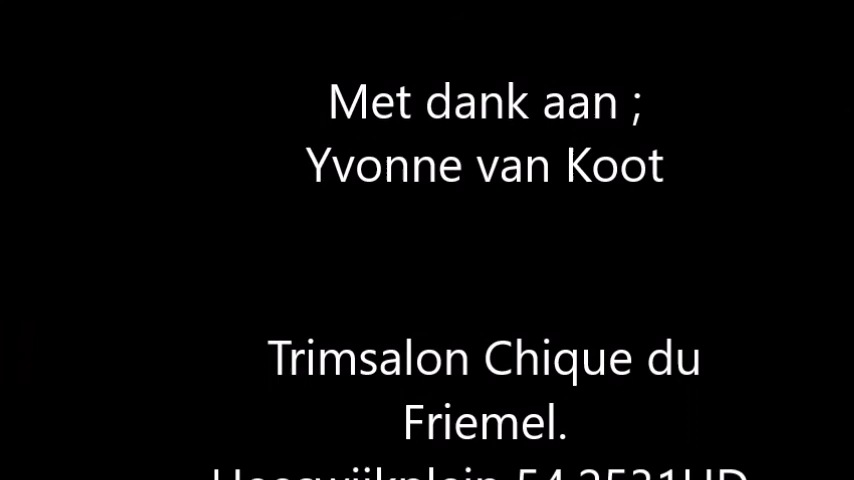 Met dank aan ;
Yvonne van Koot
Trimsalon Chique du
Friemel.